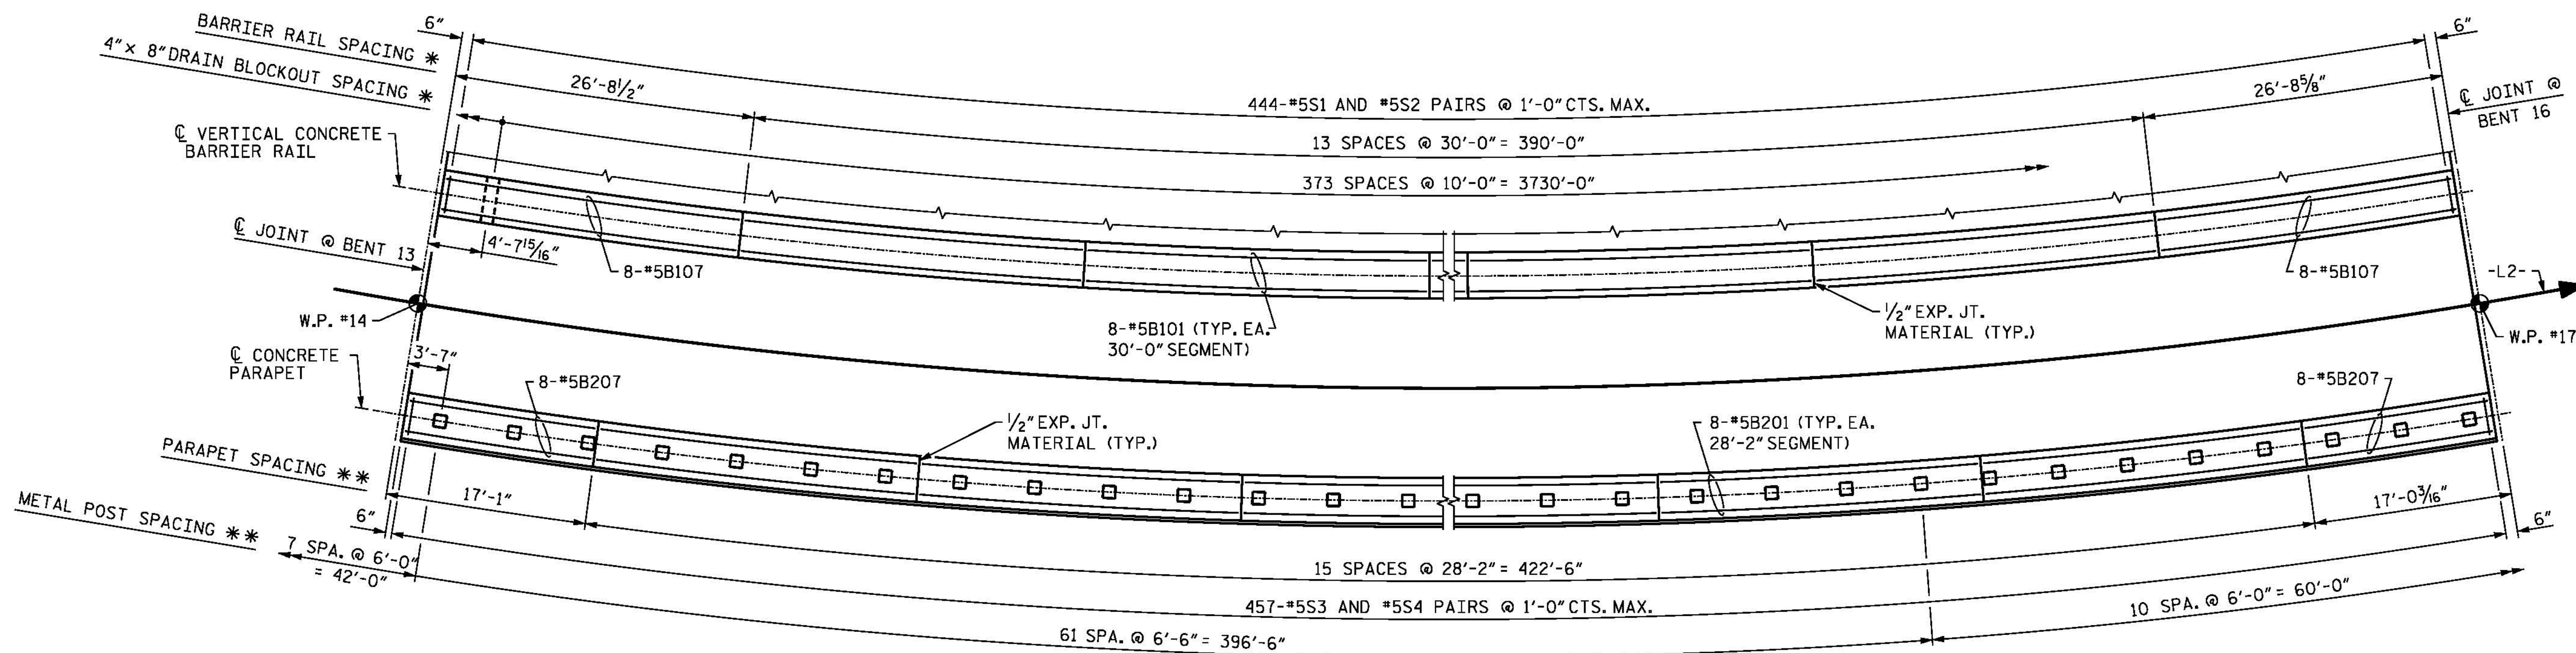 BARRIER RAIL SPACING *
4" x 8" DRAIN BLOCKOUT SPACING *
6"
26'-8½"
444-#5S1 AND #5S2 PAIRS @ 1'-0" CTS. MAX.
13 SPACES @ 30'-0" = 390'-0"
373 SPACES @ 10'-0" = 3730'-0"
26'-8⅝"
6"
℄ JOINT @
BENT 16
℄ VERTICAL CONCRETE
BARRIER RAIL
℄ JOINT @ BENT 13
4'-7 15/16"
8-#5B107
8-#5B107
-L2-
W.P. #14
8-#5B101 (TYP. EA.
30'-0" SEGMENT)
½" EXP. JT.
MATERIAL (TYP.)
W.P. #17
℄ CONCRETE
PARAPET
3'-7"
8-#5B207
½" EXP. JT.
MATERIAL (TYP.)
8-#5B201 (TYP. EA.
28'-2" SEGMENT)
8-#5B207
PARAPET SPACING **
METAL POST SPACING **
6"
17'-1"
7 SPA. @ 6'-0"
= 42'-0"
15 SPACES @ 28'-2" = 422'-6"
457-#5S3 AND #5S4 PAIRS @ 1'-0" CTS. MAX.
61 SPA. @ 6'-6" = 396'-6"
17'-0 3/16"
6"
10 SPA. @ 6'-0" = 60'-0"